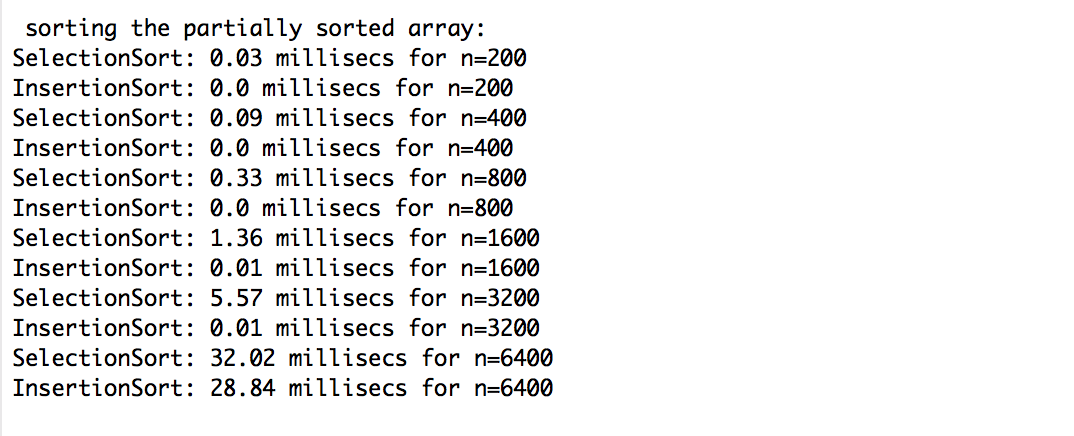 sorting the partially sorted array:
SelectionSort: 0.03 millisecs for n=200
InsertionSort: 0.0 millisecs for n=200
SelectionSort: 0.09 millisecs for n=400
InsertionSort: 0.0 millisecs for n=400
SelectionSort: 0.33 millisecs for n=800
InsertionSort: 0.0 millisecs for n=800
SelectionSort: 1.36 millisecs for n=1600
InsertionSort: 0.01 millisecs for n=1600
SelectionSort: 5.57 millisecs for n=3200
InsertionSort: 0.01 millisecs for n=3200
SelectionSort: 32.02 millisecs for n=6400
InsertionSort: 28.84 millisecs for n=6400